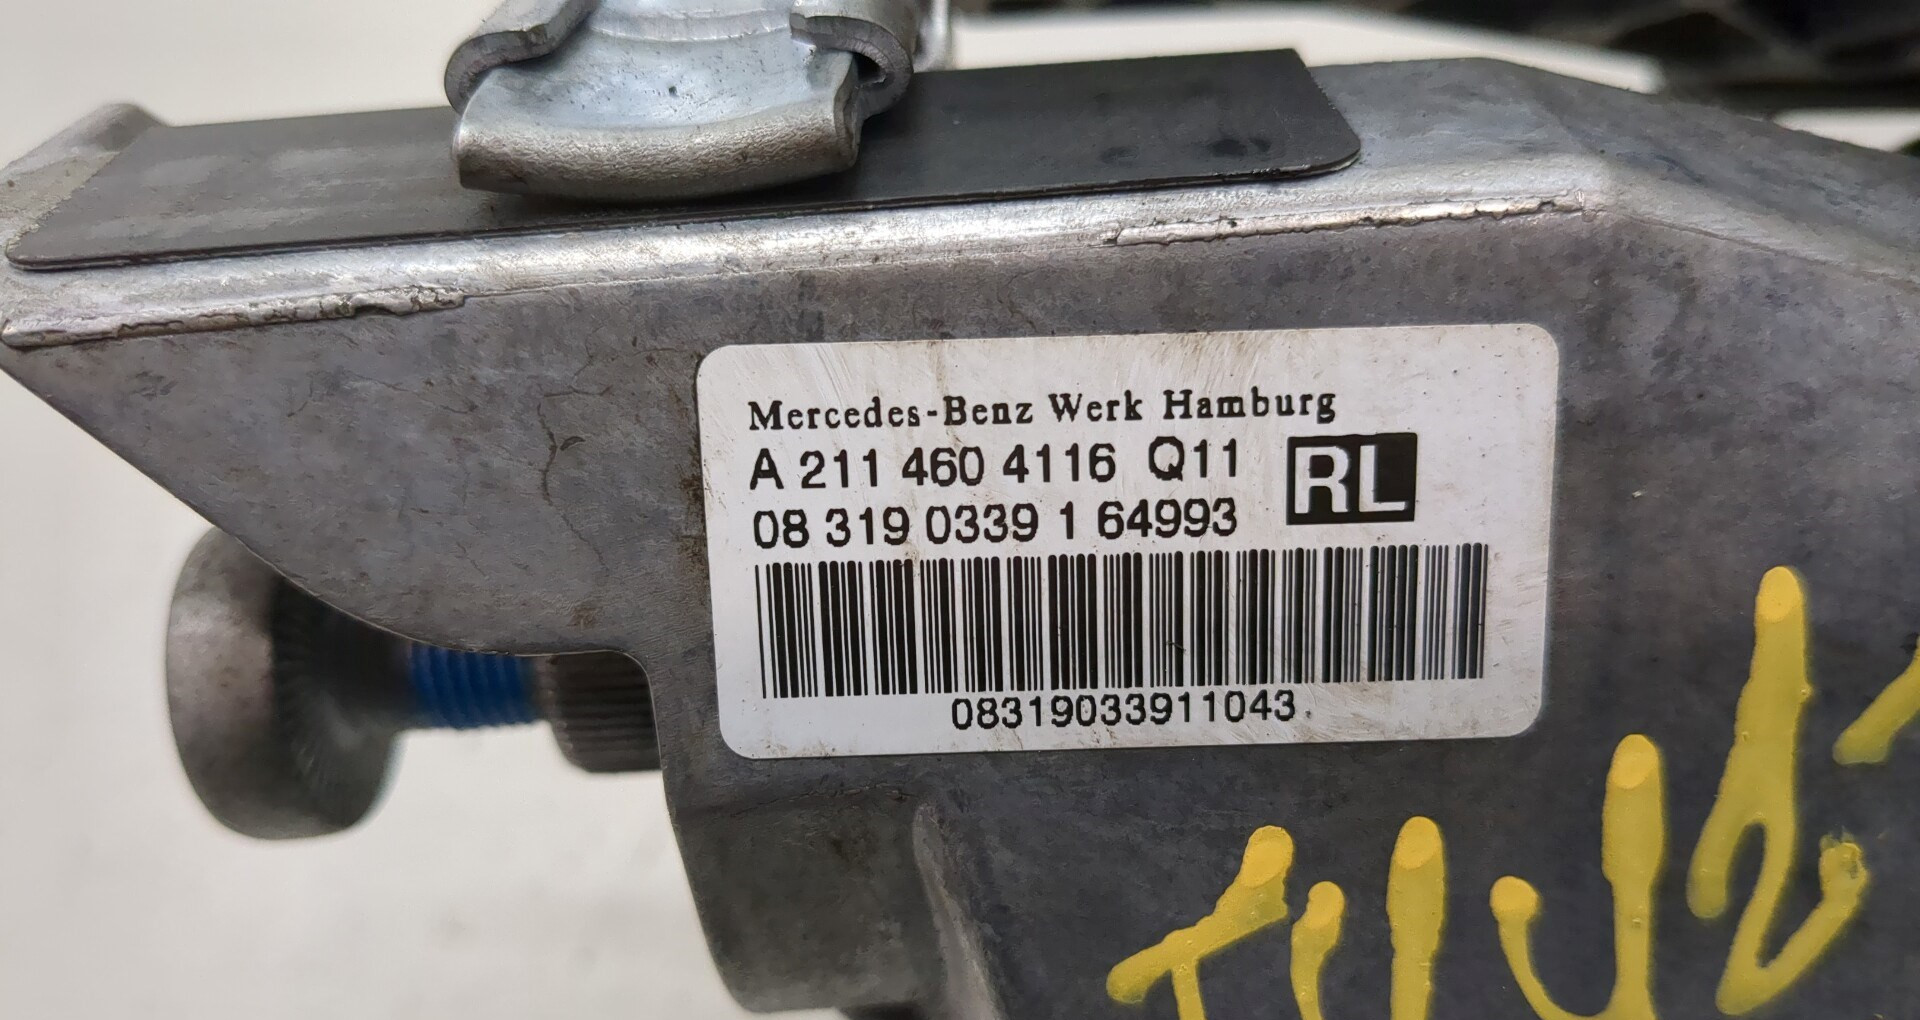 Mercedes-Benz Werk Hamburg
A 211 460 4116 Q11
RL
08 319 0339 1 64993
08319033911043